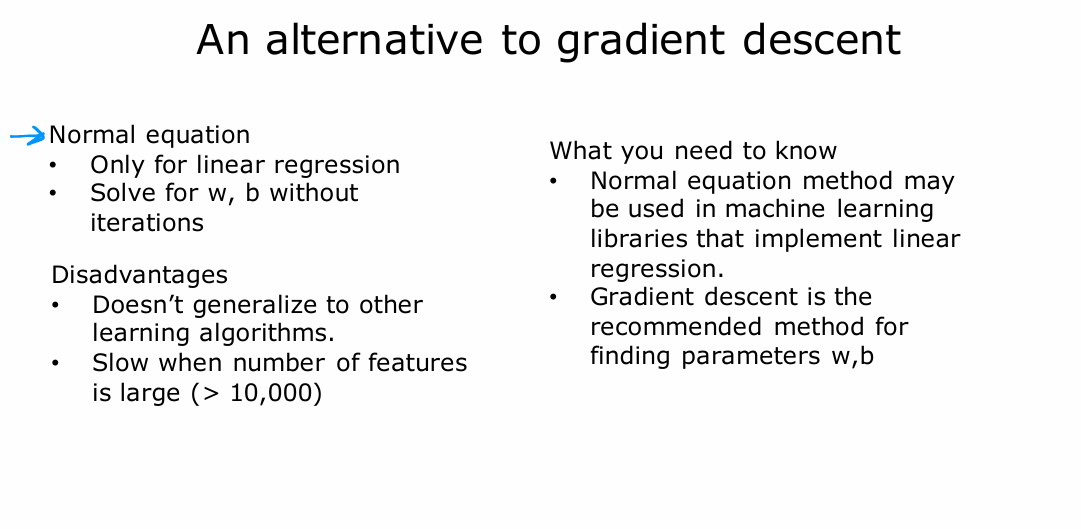 An alternative to gradient descent
Normal equation
• Only for linear regression
• Solve for w, b without
iterations
Disadvantages
• Doesn’t generalize to other
learning algorithms.
• Slow when number of features
is large (> 10,000)
What you need to know
• Normal equation method may
be used in machine learning
libraries that implement linear
regression.
• Gradient descent is the
recommended method for
finding parameters w,b